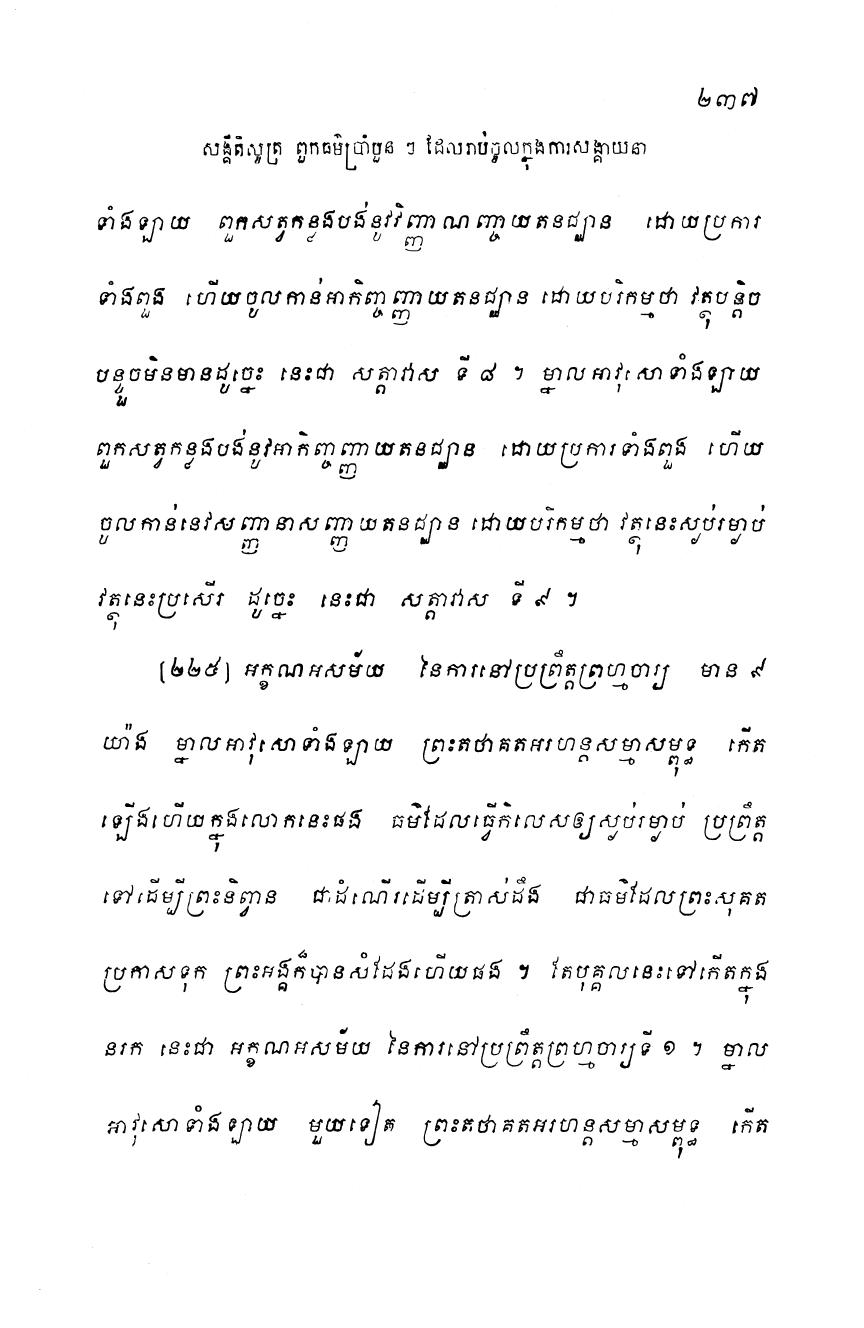 ២៣៧
សង្គីតិសូត្រ ពួកធម៌ប្រាំបួន ៗ ដែលរាប់ចូលក្នុងការសង្គាយនា
ទាំងឡាយ ពួកសត្វកន្លងបង់នូវវិញ្ញាណញ្ចាយតនជ្ឈាន ដោយប្រការ
ទាំងពួង ហើយចូលកាន់អាកិញ្ចញ្ញាយតនជ្ឈាន ដោយបរិកម្មថា វត្ថុបន្តិច
បន្ទួចមិនមានដូច្នេះ នេះជា សត្តាវាស ទី ៨ ។ ម្នាលអាវុសោទាំងឡាយ
ពួកសត្វកន្លងបង់នូវអាកិញ្ចញ្ញាយតនជ្ឈាន ដោយប្រការទាំងពួង ហើយ
ចូលកាន់នេវសញ្ញានាសញ្ញាយតនជ្ឈាន ដោយបរិកម្មថា វត្ថុនេះស្ងប់រម្ងាប់
វត្ថុនេះប្រសើរ ដូច្នេះ នេះជា សត្តាវាស ទី ៩ ។
[២២៥] អក្ខណអសម័យ នៃការនៅប្រព្រឹត្តព្រហ្មចារ្យ មាន ៩
យ៉ាង ម្នាលអាវុសោទាំងឡាយ ព្រះតថាគតអរហន្តសម្មាសម្ពុទ្ធ កើត
ឡើងហើយក្នុងលោកនេះផង ធម៌ដែលធ្វើកិលេសឲ្យស្ងប់រម្ងាប់ ប្រព្រឹត្ត
ទៅដើម្បីព្រះនិព្វាន ជាដំណើរដើម្បីត្រាស់ដឹង ជាធម៌ដែលព្រះសុគត
ប្រកាសទុក ព្រះអង្គក៏បានសំដែងហើយផង ។ តែបុគ្គលនេះទៅកើតក្នុង
នរក នេះជា អក្ខណអសម័យ នៃការនៅប្រព្រឹត្តព្រហ្មចារ្យទី ១ ។ ម្នាល
អាវុសោទាំងឡាយ មួយទៀត ព្រះតថាគតអរហន្តសម្មាសម្ពុទ្ធ កើត